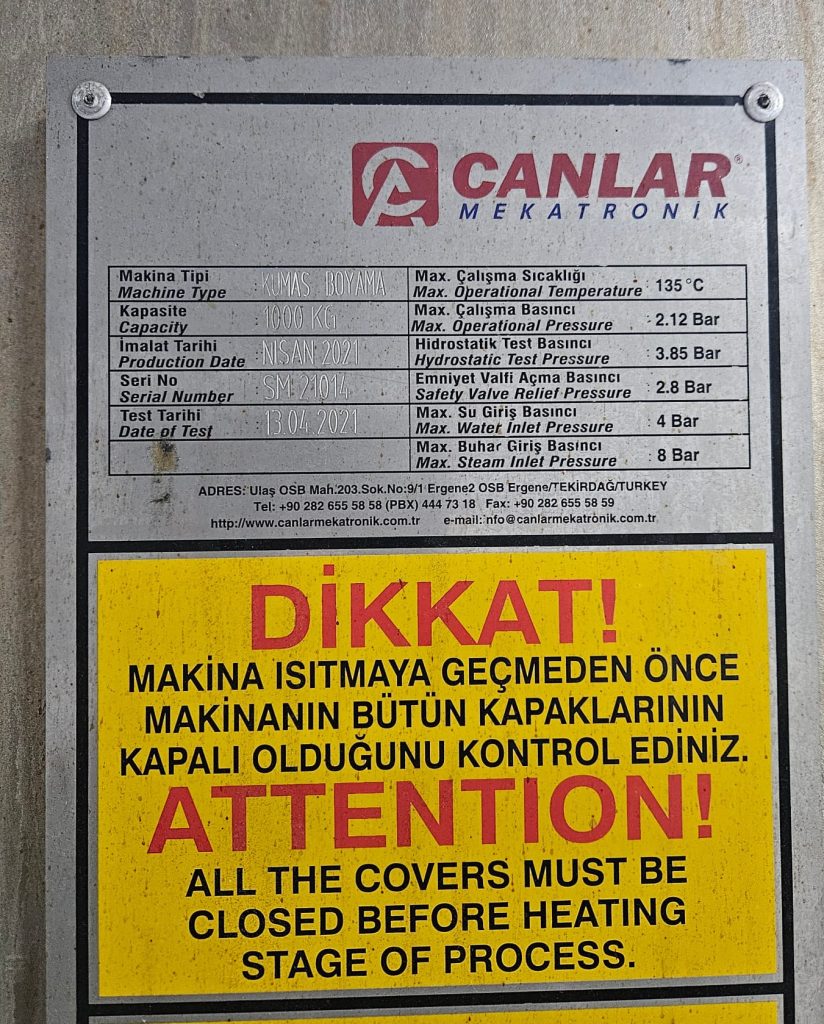 CA CANLAR®
MEKATRONİK
Makina Tipi
Machine Type : KUMAŞ BOYAMA
Max. Çalışma Sıcaklığı
Max. Operational Temperature : 135 °C
Kapasite
Capacity : 1000 KG
Max. Çalışma Basıncı
Max. Operational Pressure : 2.12 Bar
İmalat Tarihi
Production Date : NİSAN 2021
Hidrostatik Test Basıncı
Hydrostatic Test Pressure : 3.85 Bar
Seri No
Serial Number : SM 21014
Emniyet Valfi Açma Basıncı
Safety Valve Relief Pressure : 2.8 Bar
Test Tarihi
Date of Test : 13.04.2021
Max. Su Giriş Basıncı
Max. Water Inlet Pressure : 4 Bar
Max. Buhar Giriş Basıncı
Max. Steam Inlet Pressure : 8 Bar
ADRES: Ulaş OSB Mah.203.Sok.No:9/1 Ergene2 OSB Ergene/TEKİRDAĞ/TURKEY
Tel: +90 282 655 58 58 (PBX) 444 73 18 Fax: +90 282 655 58 59
http://www.canlarmekatronik.com.tr e-mail:nfo@canlarmekatronik.com.tr
DİKKAT!
MAKİNA ISITMAYA GEÇMEDEN ÖNCE
MAKİNANIN BÜTÜN KAPAKLARININ
KAPALI OLDUĞUNU KONTROL EDİNİZ.
ATTENTION!
ALL THE COVERS MUST BE
CLOSED BEFORE HEATING
STAGE OF PROCESS.